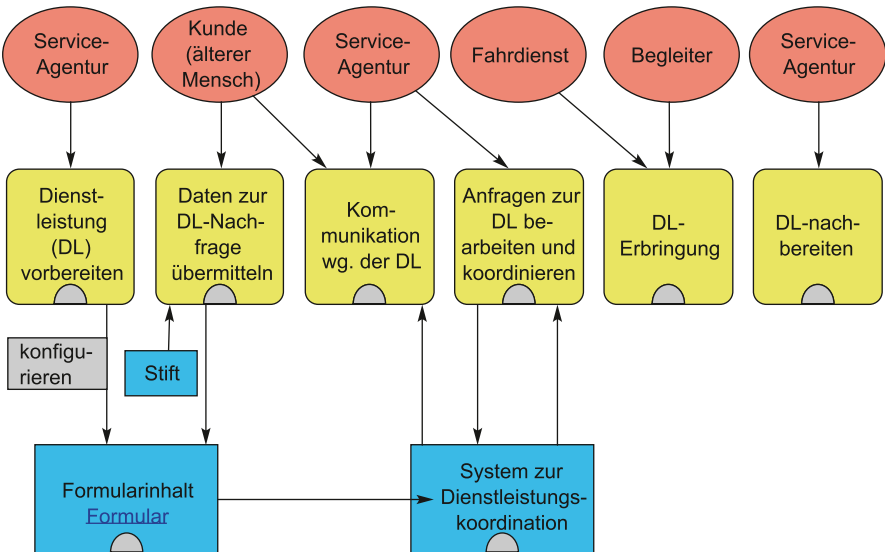 Service-
Agentur
Kunde
(älterer
Mensch)
Service-
Agentur
Fahrdienst
Begleiter
Service-
Agentur
Dienst-
leistung
(DL)
vorbereiten
Daten zur
DL-Nach-
frage
übermitteln
Kom-
munikation
wg. der DL
Anfragen zur
DL be-
arbeiten und
koordinieren
DL-
Erbringung
DL-nach-
bereiten
konfigu-
rieren
Stift
Formularinhalt
Formular
System zur
Dienstleistungs-
koordination